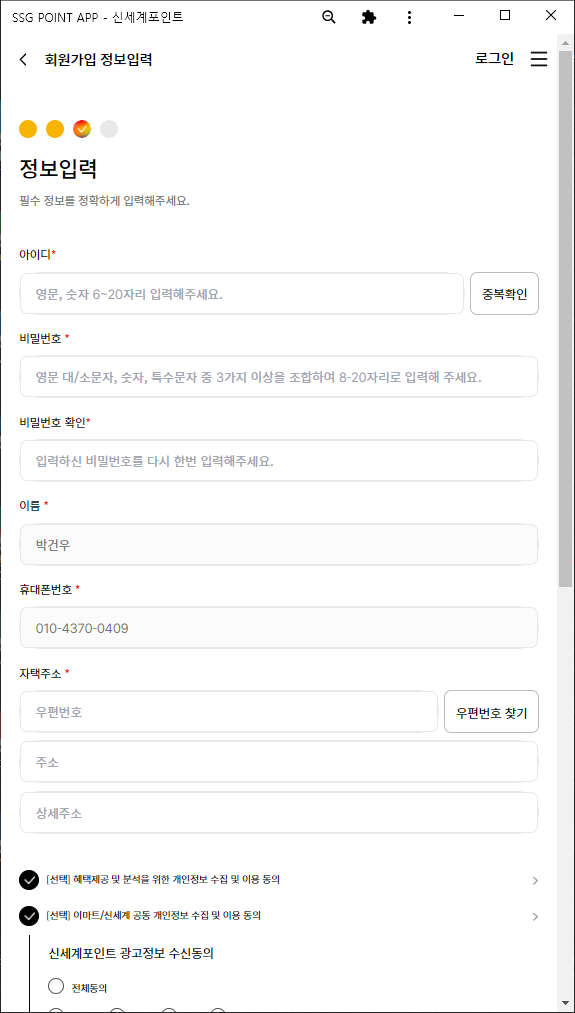 SSG POINT APP - 신세계포인트
회원가입 정보입력
로그인
정보입력
필수 정보를 정확하게 입력해주세요.
아이디*
영문, 숫자 6~20자리 입력해주세요.
중복확인
비밀번호 *
영문 대/소문자, 숫자, 특수문자 중 3가지 이상을 조합하여 8-20자리로 입력해 주세요.
비밀번호 확인*
입력하신 비밀번호를 다시 한번 입력해주세요.
이름 *
박건우
휴대폰번호 *
010-4370-0409
자택주소 *
우편번호
우편번호 찾기
주소
상세주소
[선택] 혜택제공 및 분석을 위한 개인정보 수집 및 이용 동의
[선택] 이마트/신세계 공동 개인정보 수집 및 이용 동의
신세계포인트 광고정보 수신동의
전체동의